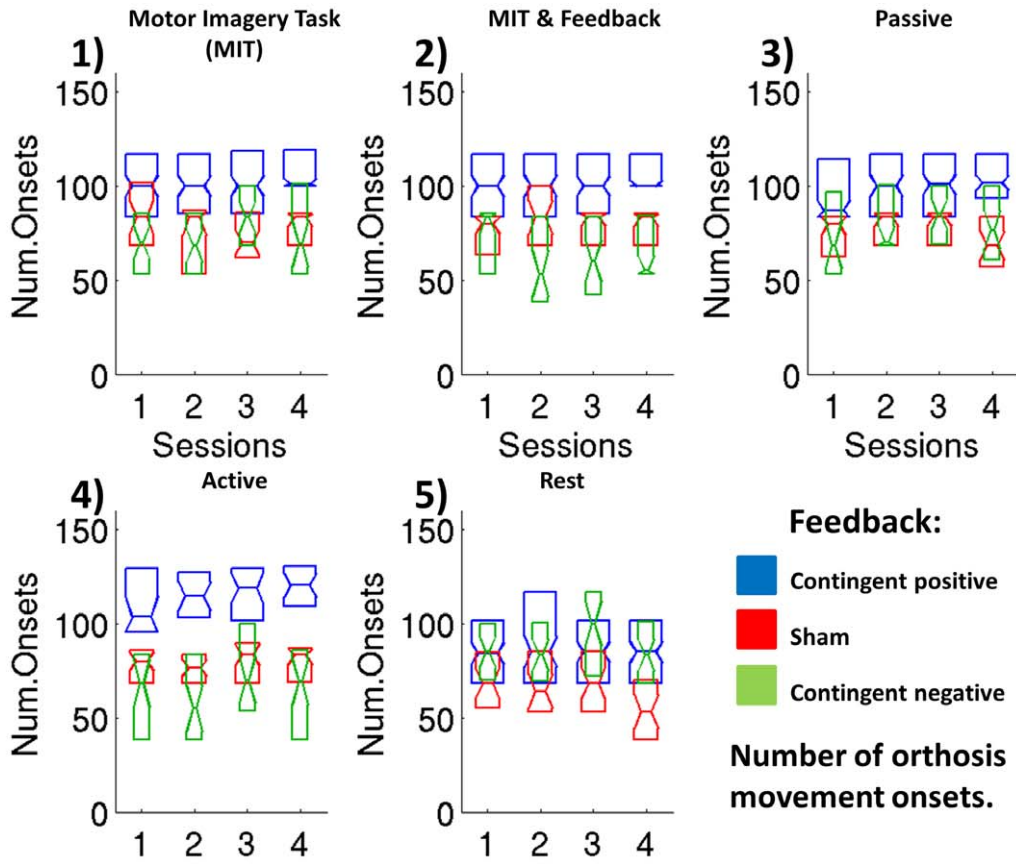 Motor Imagery Task
(MIT)
1)
Num.Onsets
150
100
50
0
1 2 3 4
Sessions
MIT & Feedback
2)
Num.Onsets
150
100
50
0
1 2 3 4
Sessions
Passive
3)
Num.Onsets
150
100
50
0
1 2 3 4
Sessions
Active
4)
Num.Onsets
150
100
50
0
1 2 3 4
Rest
5)
Num.Onsets
150
100
50
0
1 2 3 4
Feedback:
Contingent positive
Sham
Contingent negative
Number of orthosis
movement onsets.